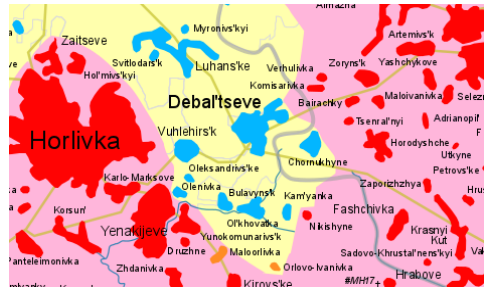 Almazna
Myronivs'kyi
Artemivs'k
Zaitseve
Zoryns'k
Yashchykove
Svitlodars'k
Luhans'ke
Verhulivka
Hol'mivs'kyi
Komisarivka
Debal'tseve
Bairachky
Maloivanivka
Selezn
Tsenral'nyi
Adrianopil'
Vuhlehirs'k
F
Horlivka
Horodyshche
Utkyne
Chornukhyne
Oleksandrivs'ke
Petrovs'ke
Karlo-Marksove
Olenivka
Zaporizhzhya
Bulavyns'k
Kam'yanka
Hrus
Korsun'
Fashchivka
Ol'khovatka
Nikishyne
Krasnyi
Yenakijeve
Kut
Yunokomunarivs'k
Druzhne
Maloorlivka
Sadovo-Khrustal'nens'kyi
Panteleimonivka
Zhdanivka
Orlovo-Ivanivka
Hrabove
#MH17
Kirovs'ke